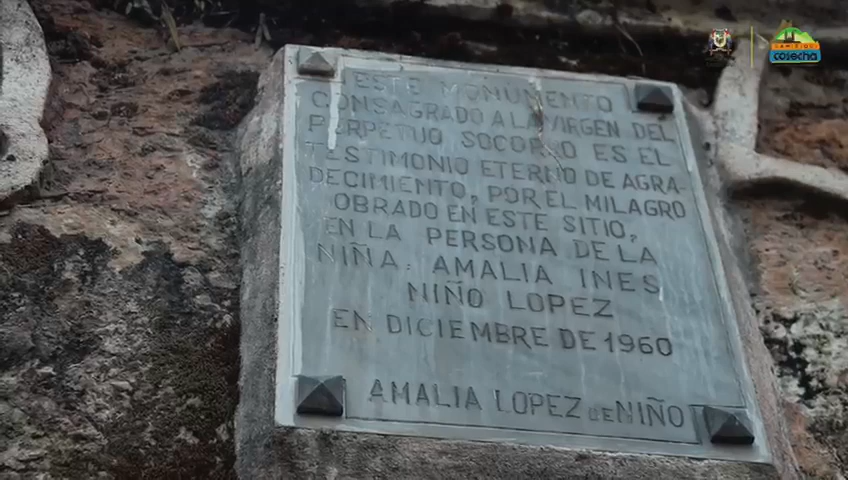 ESTE MONUMENTO
CONSAGRADO A LA VIRGEN DEL
PERPETUO SOCORRO ES EL
TESTIMONIO ETERNO DE AGRA-
DECIMIENTO, POR EL MILAGRO
OBRADO EN ESTE SITIO,
EN LA PERSONA DE LA
NIÑA: AMALIA INES
NIÑO LOPEZ
EN DICIEMBRE DE 1960
AMALIA LOPEZ DE NIÑO
cosecha